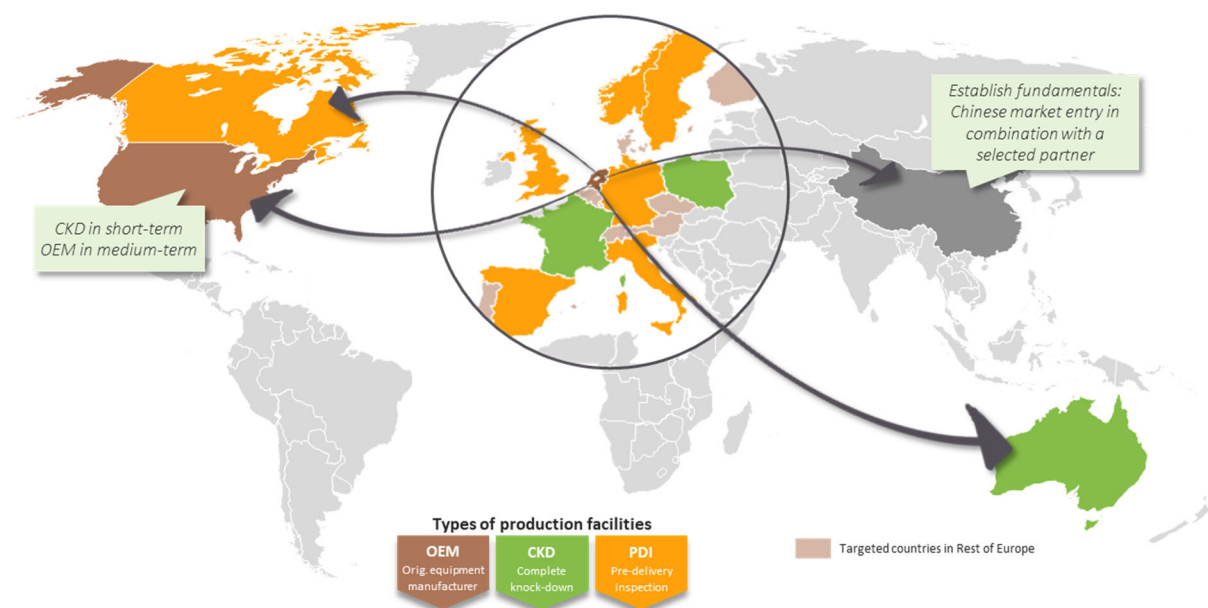 Establish fundamentals:
Chinese market entry in
combination with a
selected partner
CKD in short-term
OEM in medium-term
Types of production facilities
OEM
Orig. equipment
manufacturer
CKD
Complete
knock-down
PDI
Pre-delivery
inspection
Targeted countries in Rest of Europe